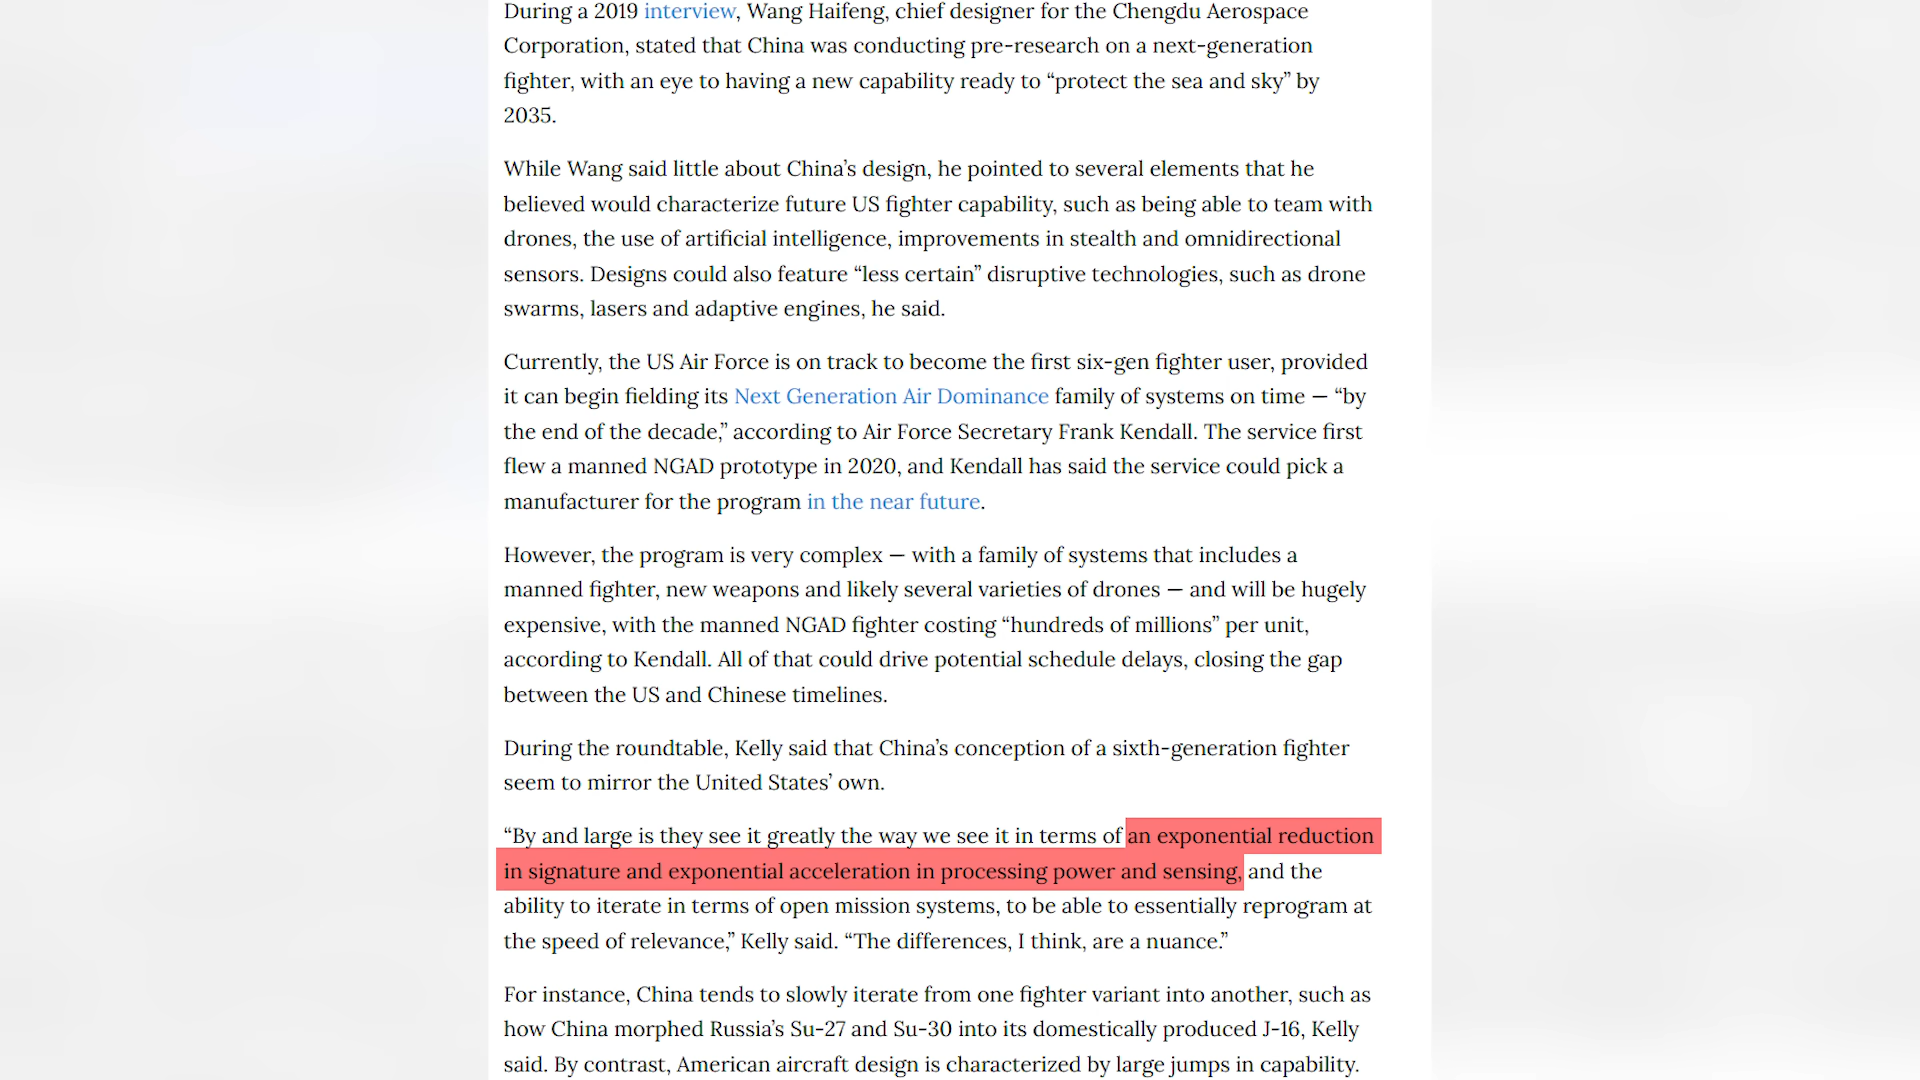 During a 2019 interview, Wang Haifeng, chief designer for the Chengdu Aerospace
Corporation, stated that China was conducting pre-research on a next-generation
fighter, with an eye to having a new capability ready to “protect the sea and sky” by
2035.
While Wang said little about China’s design, he pointed to several elements that he
believed would characterize future US fighter capability, such as being able to team with
drones, the use of artificial intelligence, improvements in stealth and omnidirectional
sensors. Designs could also feature “less certain” disruptive technologies, such as drone
swarms, lasers and adaptive engines, he said.
Currently, the US Air Force is on track to become the first six-gen fighter user, provided
it can begin fielding its Next Generation Air Dominance family of systems on time — “by
the end of the decade,” according to Air Force Secretary Frank Kendall. The service first
flew a manned NGAD prototype in 2020, and Kendall has said the service could pick a
manufacturer for the program in the near future.
However, the program is very complex — with a family of systems that includes a
manned fighter, new weapons and likely several varieties of drones — and will be hugely
expensive, with the manned NGAD fighter costing “hundreds of millions” per unit,
according to Kendall. All of that could drive potential schedule delays, closing the gap
between the US and Chinese timelines.
During the roundtable, Kelly said that China’s conception of a sixth-generation fighter
seem to mirror the United States’ own.
“By and large is they see it greatly the way we see it in terms of an exponential reduction
in signature and exponential acceleration in processing power and sensing, and the
ability to iterate in terms of open mission systems, to be able to essentially reprogram at
the speed of relevance,” Kelly said. “The differences, I think, are a nuance.”
For instance, China tends to slowly iterate from one fighter variant into another, such as
how China morphed Russia’s Su-27 and Su-30 into its domestically produced J-16, Kelly
said. By contrast, American aircraft design is characterized by large jumps in capability.